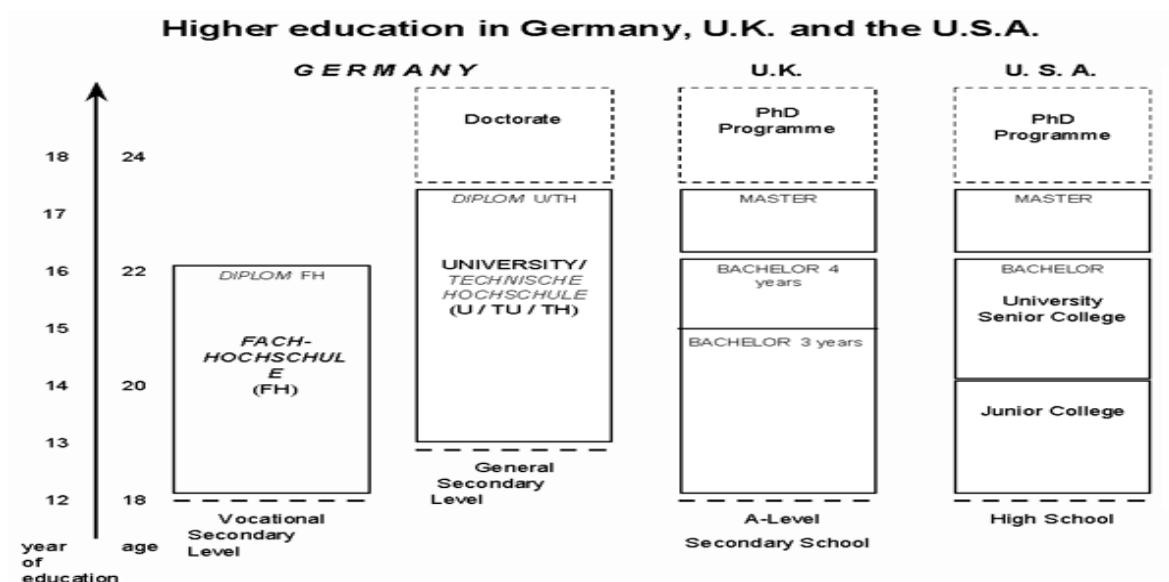 Higher education in Germany, U.K. and the U.S.A.
GERMANY
U.K.
U. S. A.
18
17
16
15
14
13
12
year
of
education
24
22
20
18
age
DIPLOM FH
FACH-
HOCHSCHUL
E
(FH)
Vocational
Secondary
Level
Doctorate
DIPLOM U/TH
UNIVERSITY/
TECHNISCHE
HOCHSCHULE
(U / TU / TH)
General
Secondary
Level
PhD
Programme
MASTER
BACHELOR 4
years
BACHELOR 3 years
A-Level
Secondary School
PhD
Programme
MASTER
BACHELOR
University
Senior College
Junior College
High School